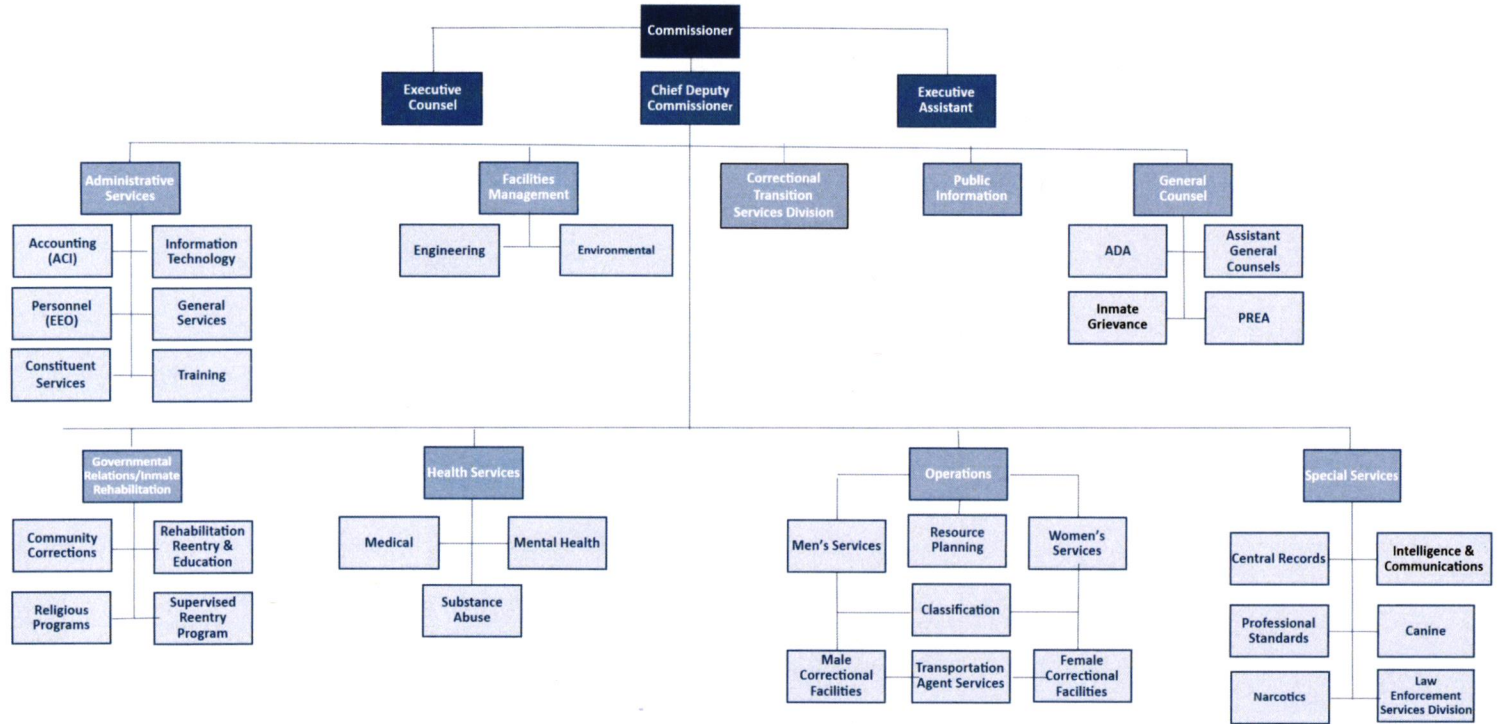 Commissioner
Executive
Counsel
Chief Deputy
Commissioner
Executive
Assistant
Administrative
Services
Facilities
Management
Correctional
Transition
Services Division
Public
Information
General
Counsel
Accounting
(ACI)
Information
Technology
Engineering
Environmental
ADA
Assistant
General
Counsels
Personnel
(EEO)
General
Services
Inmate
Grievance
PREA
Constituent
Services
Training
Governmental
Relations/Inmate
Rehabilitation
Health Services
Operations
Special Services
Community
Corrections
Rehabilitation
Reentry &
Education
Medical
Mental Health
Men's Services
Resource
Planning
Women's
Services
Central Records
Intelligence &
Communications
Religious
Programs
Supervised
Reentry
Program
Substance
Abuse
Classification
Professional
Standards
Canine
Male
Correctional
Facilities
Transportation
Agent Services
Female
Correctional
Facilities
Narcotics
Law
Enforcement
Services Division